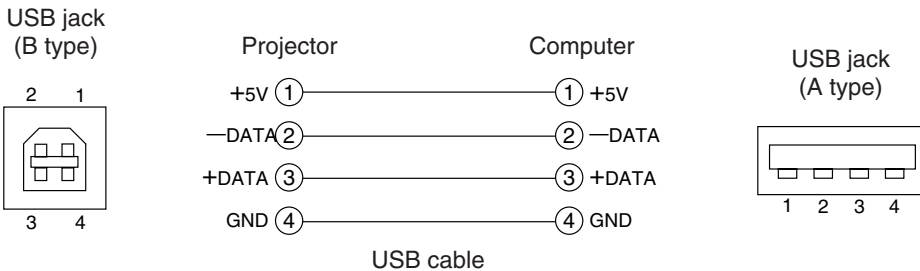 USB jack
(B type)
2 1
3 4
Projector Computer
+5V 1 1 +5V
—DATA 2 2 —DATA
+DATA 3 3 +DATA
GND 4 4 GND
USB cable
USB jack
(A type)
1 2 3 4